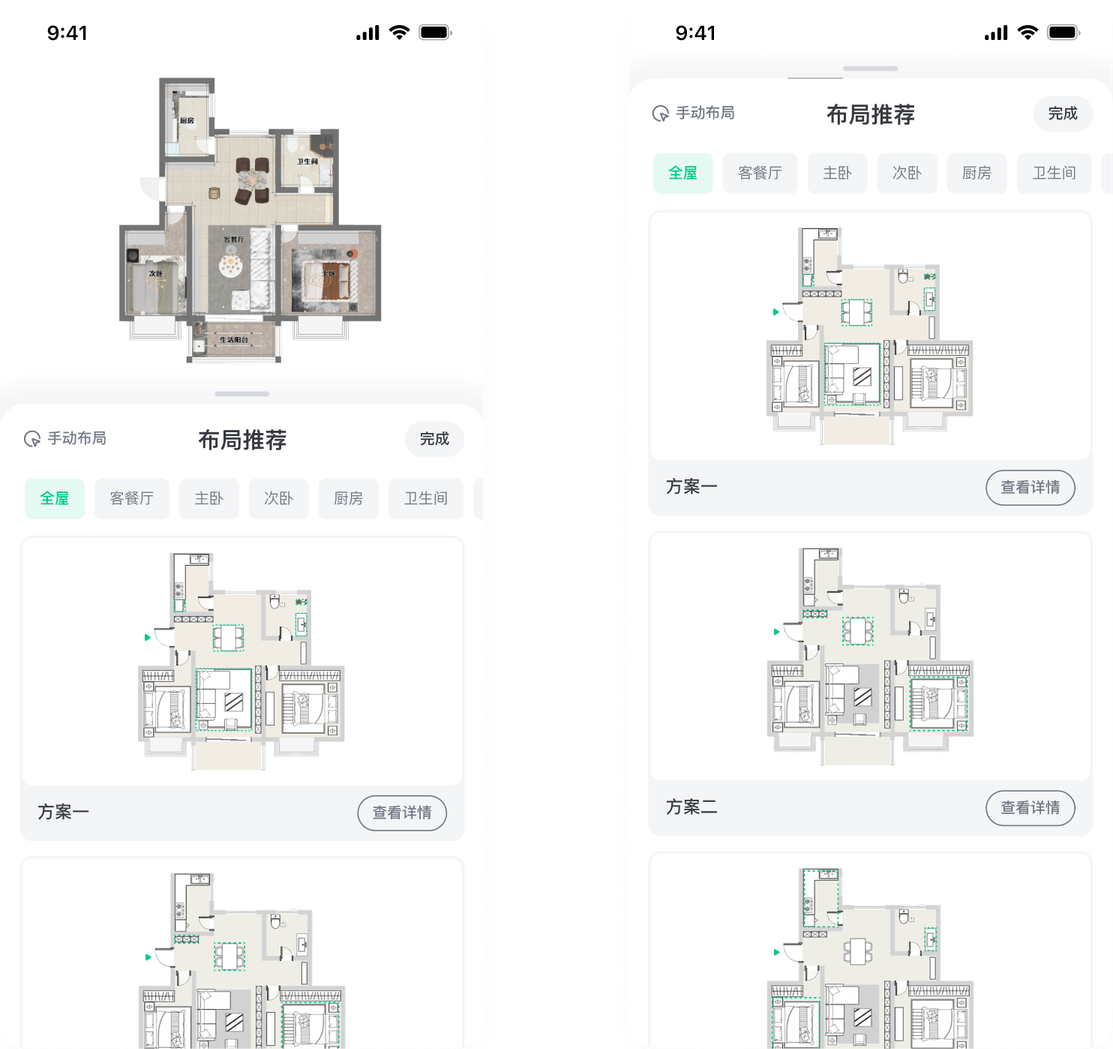 9:41
厨房
卫生间
客餐厅
次卧
主卧
生活阳台
手动布局
布局推荐
完成
全屋
客餐厅
主卧
次卧
厨房
卫生间
方案一
查看详情
9:41
手动布局
布局推荐
完成
全屋
客餐厅
主卧
次卧
厨房
卫生间
方案一
查看详情
方案二
查看详情